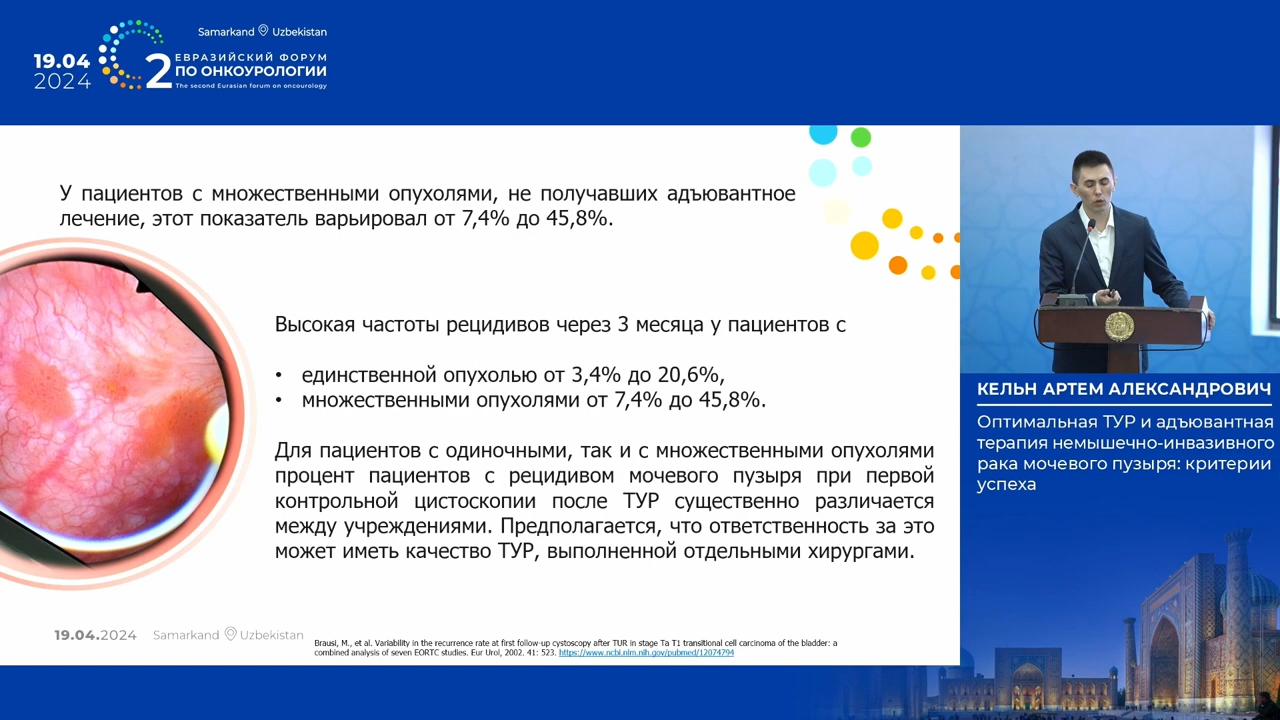 Samarkand Uzbekistan
19.04
2024
2
ЕВРАЗИЙСКИЙ ФОРУМ
ПО ОНКОУРОЛОГИИ
The second Eurasian forum on oncourology
У пациентов с множественными опухолями, не получавших адъювантное
лечение, этот показатель варьировал от 7,4% до 45,8%.
Высокая частоты рецидивов через 3 месяца у пациентов с
• единственной опухолью от 3,4% до 20,6%,
• множественными опухолями от 7,4% до 45,8%.
Для пациентов с одиночными, так и с множественными опухолями
процент пациентов с рецидивом мочевого пузыря при первой
контрольной цистоскопии после ТУР существенно различается
между учреждениями. Предполагается, что ответственность за это
может иметь качество ТУР, выполненной отдельными хирургами.
19.04.2024 Samarkand Uzbekistan
Brausi, M., et al. Variability in the recurrence rate at first follow-up cystoscopy after TUR in stage Ta T1 transitional cell carcinoma of the bladder: a
combined analysis of seven EORTC studies. Eur Urol, 2002. 41: 523. https://www.ncbi.nlm.nih.gov/pubmed/12074794
КЕЛЬН АРТЕМ АЛЕКСАНДРОВИЧ
Оптимальная ТУР и адъювантная
терапия немышечно-инвазивного
рака мочевого пузыря: критерии
успеха